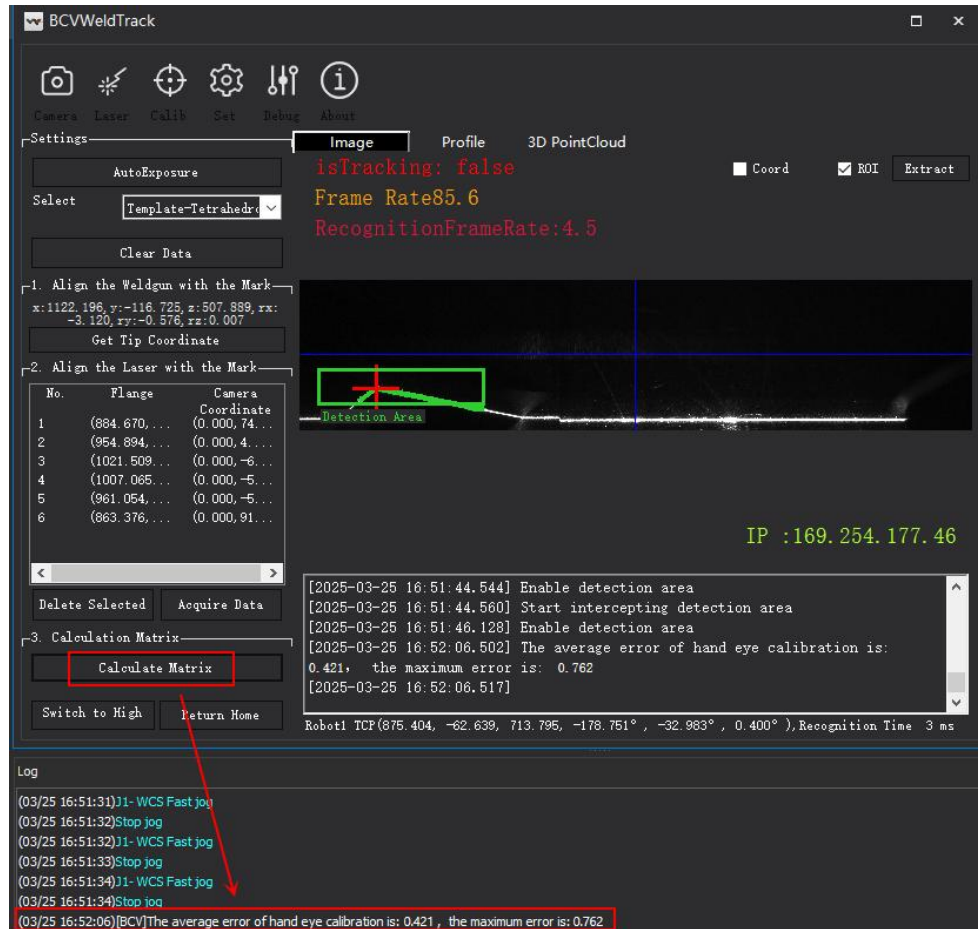 BCVWeldTrack
Camera Laser Calib Set Debug About
Settings
AutoExposure
Select Template-Tetrahedro
Clear Data
1. Align the Weldgun with the Mark
x:1122.196, y:-116.725, z:507.889, rx:
-3.120, ry:-0.576, rz:0.007
Get Tip Coordinate
2. Align the Laser with the Mark
No. Flange Camera
Coordinate
1 (884.670,... (0.000,74...
2 (954.894,... (0.000,4....
3 (1021.509... (0.000,-6...
4 (1007.065... (0.000,-5...
5 (961.054,... (0.000,-5...
6 (863.376,... (0.000,91...
Delete Selected Acquire Data
3. Calculation Matrix
Calculate Matrix
Switch to High Return Home
Image Profile 3D PointCloud
isTracking: false
Coord ROI Extract
Frame Rate85.6
RecognitionFrameRate:4.5
Detection Area
IP :169.254.177.46
[2025-03-25 16:51:44.544] Enable detection area
[2025-03-25 16:51:44.560] Start intercepting detection area
[2025-03-25 16:51:46.128] Enable detection area
[2025-03-25 16:52:06.502] The average error of hand eye calibration is:
0.421, the maximum error is: 0.762
[2025-03-25 16:52:06.517]
Robot1 TCP(875.404, -62.639, 713.795, -178.751°, -32.983°, 0.400°),Recognition Time 3 ms
Log
(03/25 16:51:31)J1- WCS Fast jog
(03/25 16:51:32)Stop jog
(03/25 16:51:32)J1- WCS Fast jog
(03/25 16:51:33)Stop jog
(03/25 16:51:34)J1- WCS Fast jog
(03/25 16:51:34)Stop jog
(03/25 16:52:06)[BCV]The average error of hand eye calibration is: 0.421 , the maximum error is: 0.762